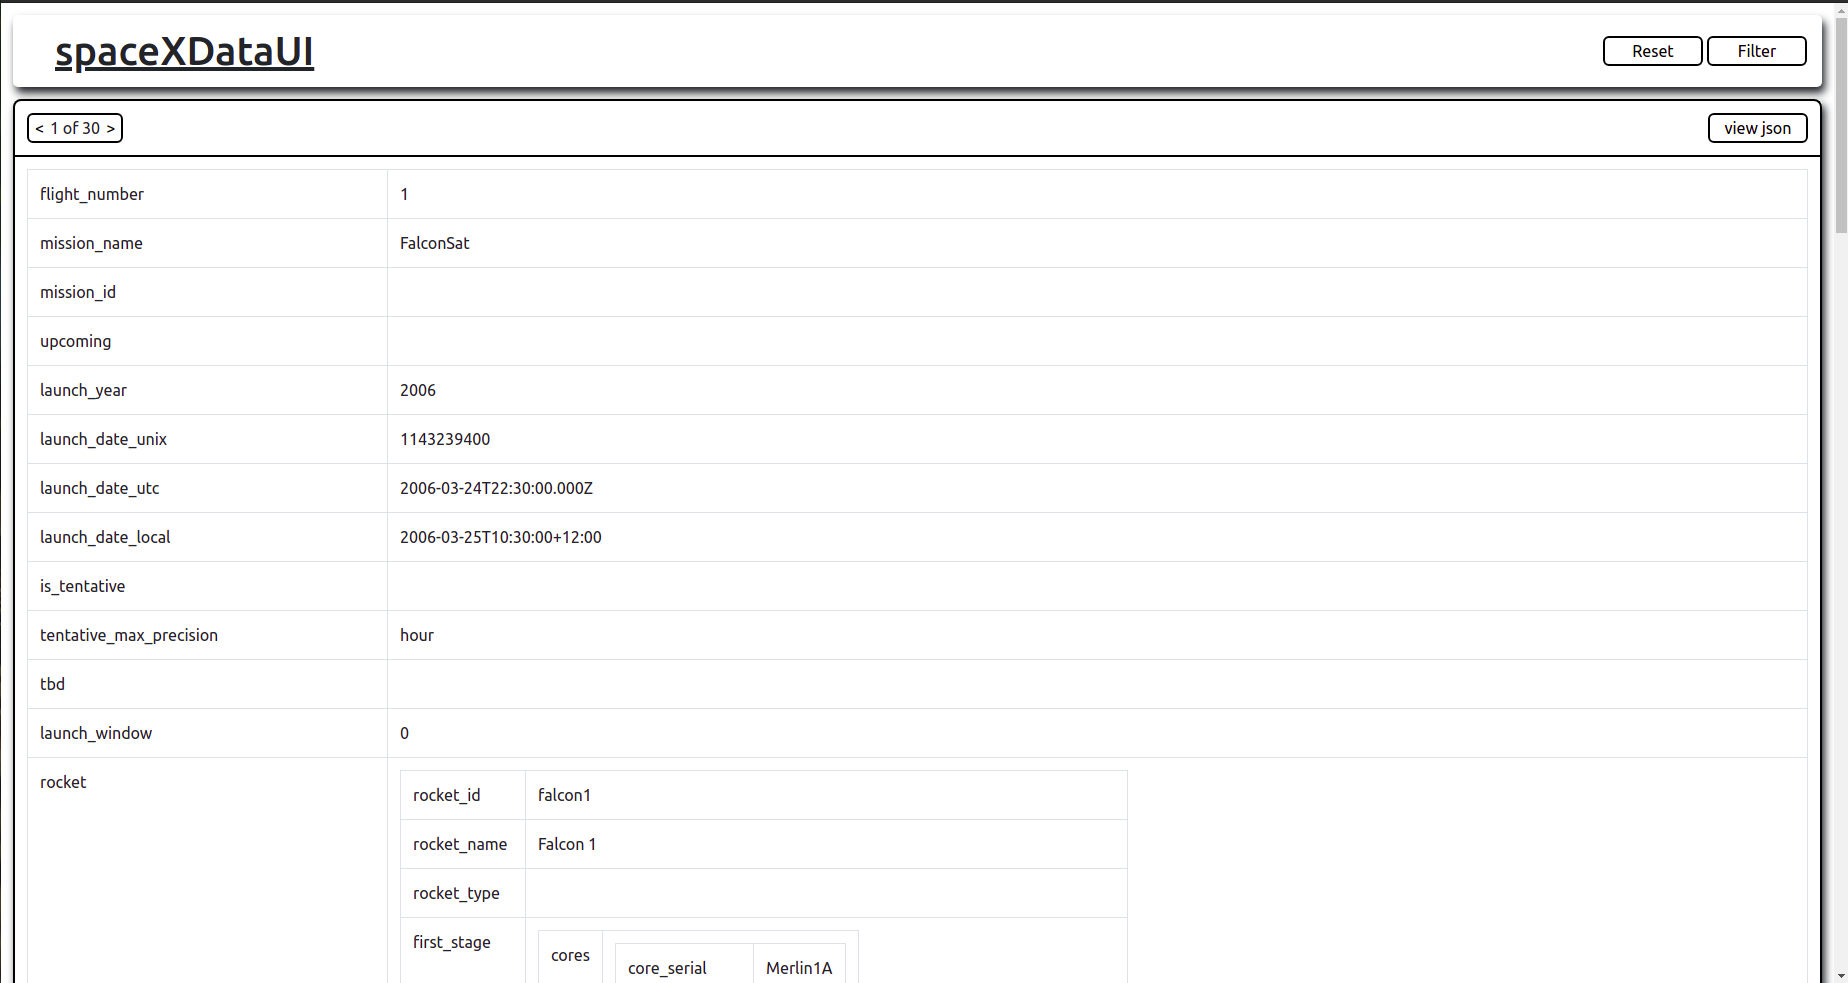 spaceXDataUI
Reset Filter
< 1 of 30 > view json
flight_number 1
mission_name FalconSat
mission_id
upcoming
launch_year 2006
launch_date_unix 1143239400
launch_date_utc 2006-03-24T22:30:00.000Z
launch_date_local 2006-03-25T10:30:00+12:00
is_tentative
tentative_max_precision hour
tbd
launch_window 0
rocket
rocket_id falcon1
rocket_name Falcon 1
rocket_type
first_stage
cores
core_serial Merlin1A